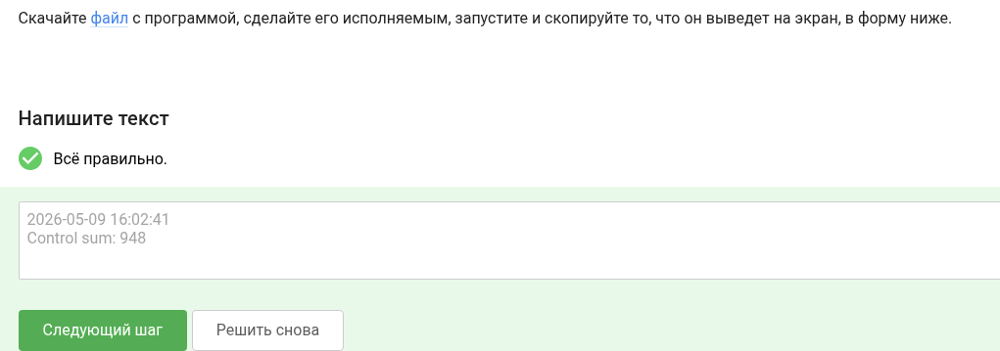 Скачайте файл с программой, сделайте его исполняемым, запустите и скопируйте то, что он выведет на экран, в форму ниже.
Напишите текст
Всё правильно.
2026-05-09 16:02:41
Control sum: 948
Следующий шаг
Решить снова